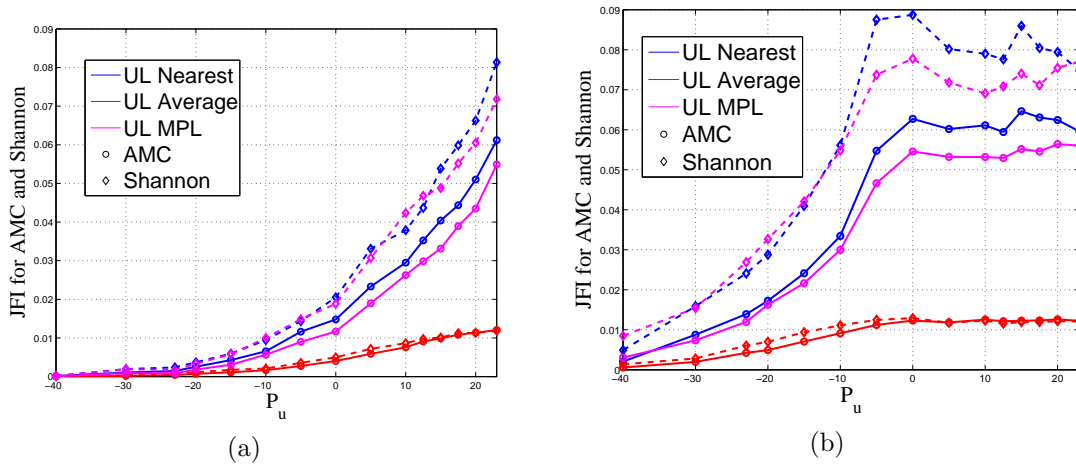 0.09
0.08
0.07
0.06
0.05
0.04
0.03
0.02
0.01
0
JFI for AMC and Shannon
UL Nearest
UL Average
UL MPL
AMC
Shannon
−40 −30 −20 −10 0 10 20
P_u
(a)
0.09
0.08
0.07
0.06
0.05
0.04
0.03
0.02
0.01
0
JFI for AMC and Shannon
UL Nearest
UL Average
UL MPL
AMC
Shannon
−40 −30 −20 −10 0 10 20
P_u
(b)